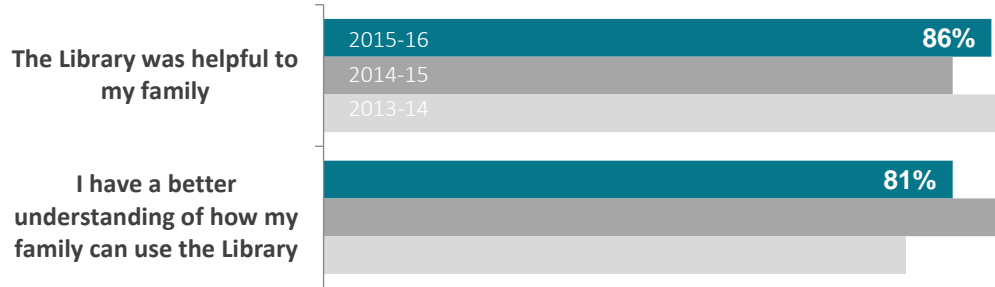 The Library was helpful to
my family
2015-16
86%
2014-15
2013-14
I have a better
understanding of how my
family can use the Library
81%